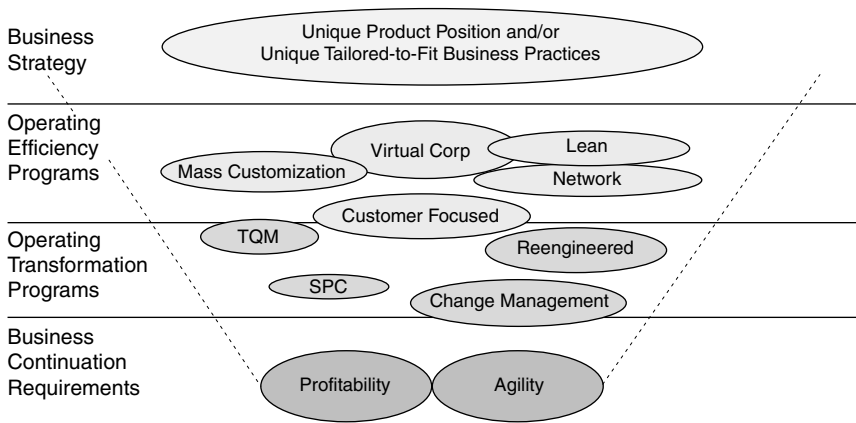 Business
Strategy
Unique Product Position and/or
Unique Tailored-to-Fit Business Practices
Operating
Efficiency
Programs
Virtual Corp
Lean
Mass Customization
Network
Customer Focused
Operating
Transformation
Programs
TQM
Reengineered
SPC
Change Management
Business
Continuation
Requirements
Profitability
Agility